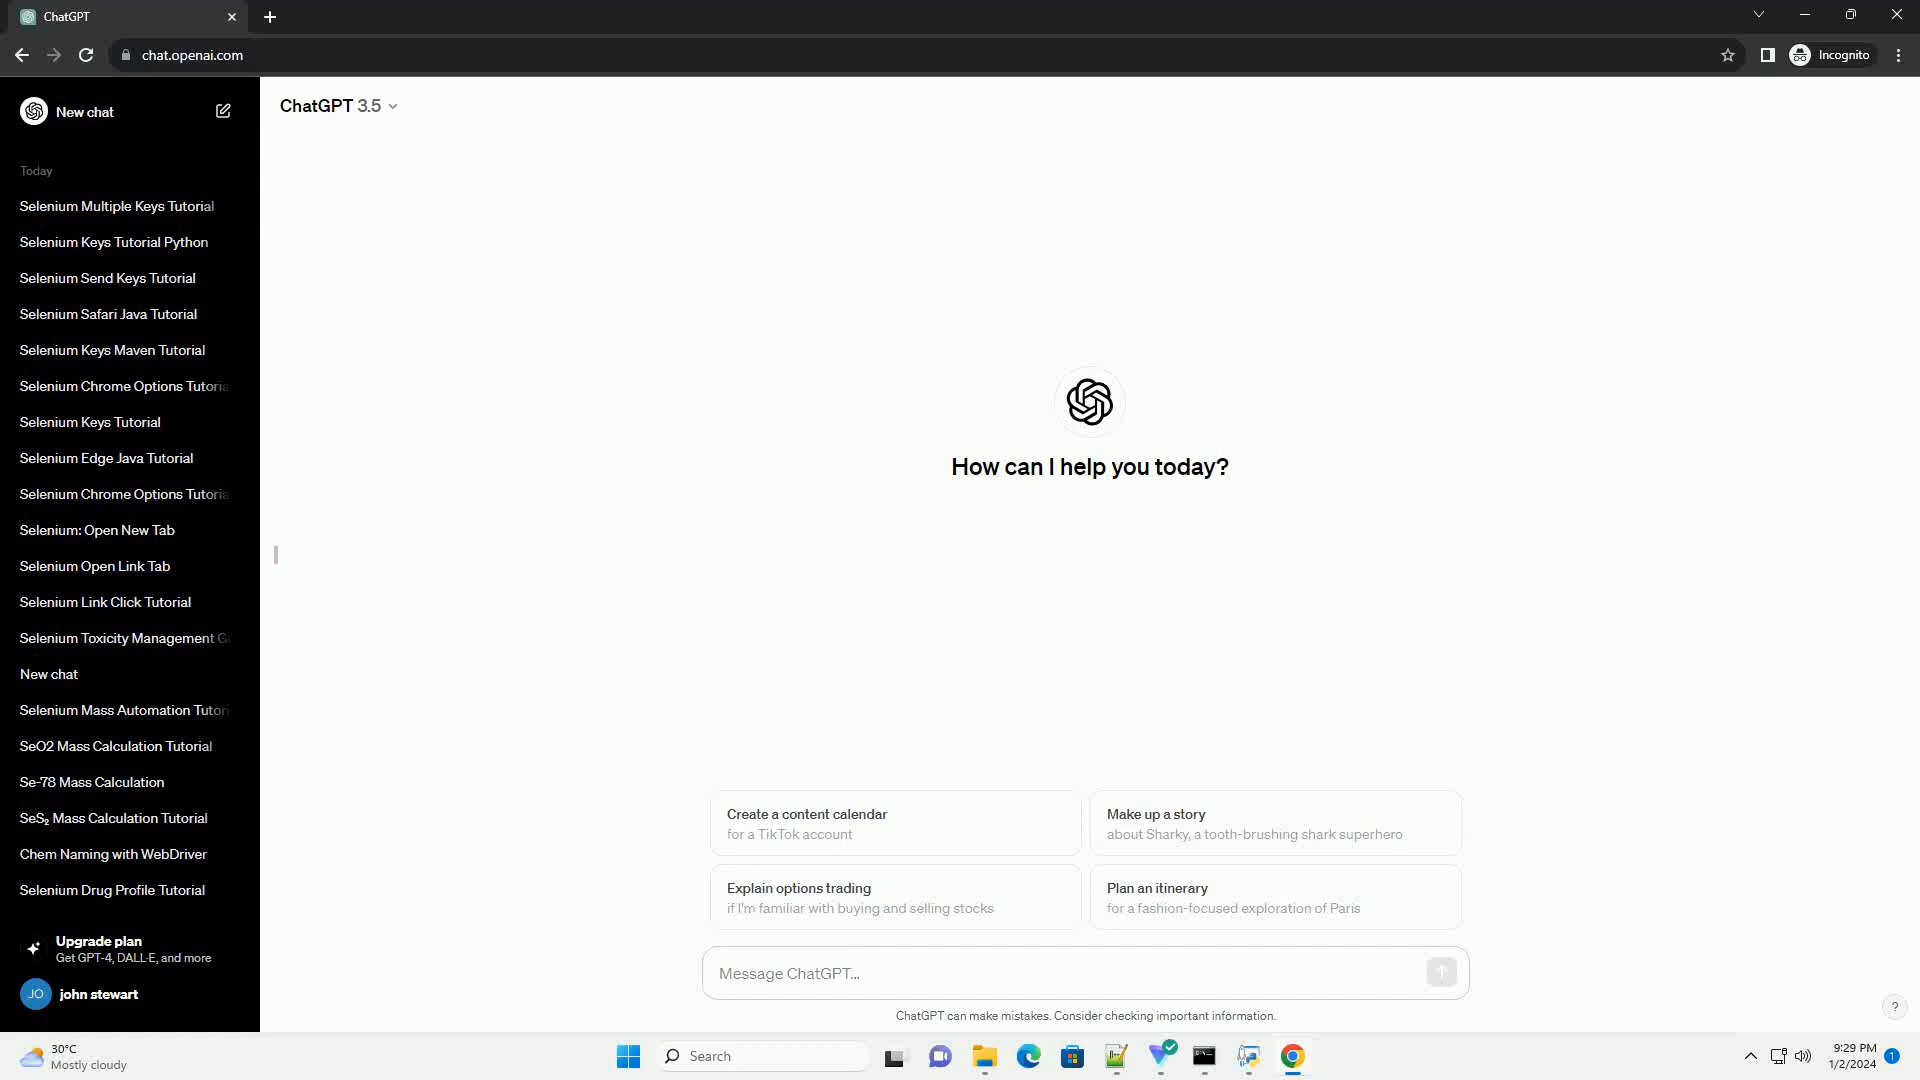 ChatGPT
chat.openai.com
Incognito
New chat
ChatGPT 3.5
Today
Selenium Multiple Keys Tutorial
Selenium Keys Tutorial Python
Selenium Send Keys Tutorial
Selenium Safari Java Tutorial
Selenium Keys Maven Tutorial
Selenium Chrome Options Tutoria
Selenium Keys Tutorial
Selenium Edge Java Tutorial
Selenium Chrome Options Tutoria
Selenium: Open New Tab
Selenium Open Link Tab
Selenium Link Click Tutorial
Selenium Toxicity Management G
New chat
Selenium Mass Automation Tutor
SeO2 Mass Calculation Tutorial
Se-78 Mass Calculation
SeS₂ Mass Calculation Tutorial
Chem Naming with WebDriver
Selenium Drug Profile Tutorial
Upgrade plan
Get GPT-4, DALL·E, and more
JO john stewart
How can I help you today?
Create a content calendar
for a TikTok account
Make up a story
about Sharky, a tooth-brushing shark superhero
Explain options trading
if I'm familiar with buying and selling stocks
Plan an itinerary
for a fashion-focused exploration of Paris
Message ChatGPT...
ChatGPT can make mistakes. Consider checking important information.
?
30°C
Mostly cloudy
Search
9:29 PM
1/2/2024
1